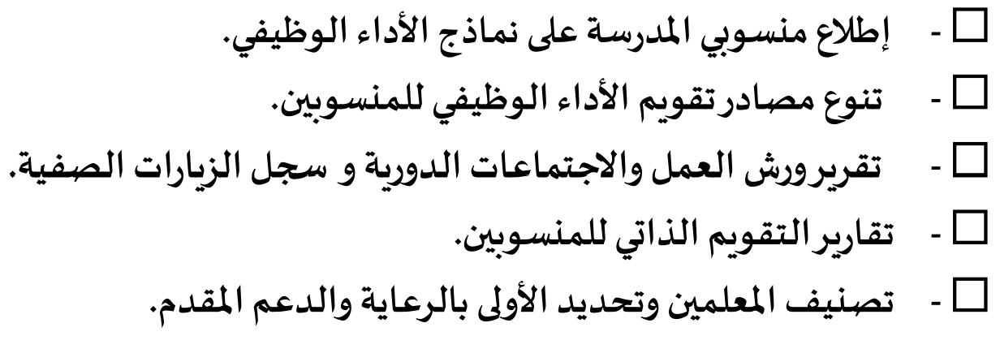 ☐ - إطلاع منسوبي المدرسة على نماذج الأداء الوظيفي.
☐ - تنوع مصادر تقويم الأداء الوظيفي للمنسوبين.
☐ - تقرير ورش العمل والاجتماعات الدورية و سجل الزيارات الصفية.
☐ - تقارير التقويم الذاتي للمنسوبين.
☐ - تصنيف المعلمين وتحديد الأولى بالرعاية والدعم المقدم.